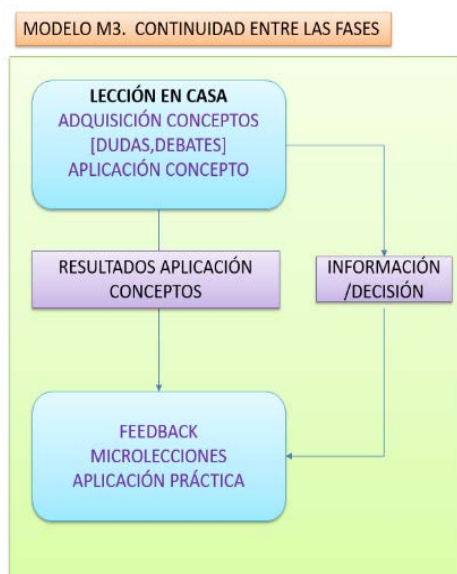 MODELO M3. CONTINUIDAD ENTRE LAS FASES
LECCIÓN EN CASA
ADQUISICIÓN CONCEPTOS
[DUDAS,DEBATES]
APLICACIÓN CONCEPTO
RESULTADOS APLICACIÓN
CONCEPTOS
INFORMACIÓN
/DECISIÓN
FEEDBACK
MICROLECCIONES
APLICACIÓN PRÁCTICA